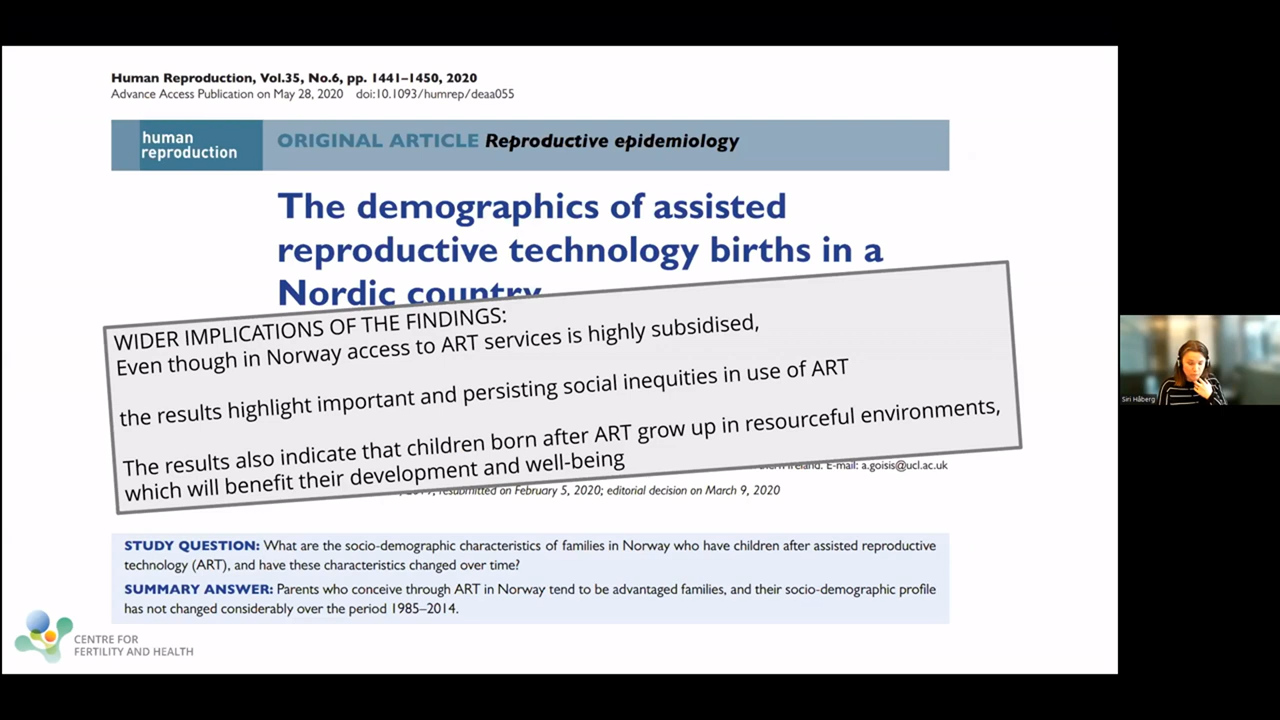 Human Reproduction, Vol.35, No.6, pp. 1441–1450, 2020
Advance Access Publication on May 28, 2020 doi:10.1093/humrep/deaa055
human
reproduction
ORIGINAL ARTICLE Reproductive epidemiology
The demographics of assisted
reproductive technology births in a
Nordic country
WIDER IMPLICATIONS OF THE FINDINGS:
Even though in Norway access to ART services is highly subsidised,
the results highlight important and persisting social inequities in use of ART
The results also indicate that children born after ART grow up in resourceful environments,
which will benefit their development and well-being
Ireland. E-mail: a.goisis@ucl.ac.uk
resubmitted on February 5, 2020; editorial decision on March 9, 2020
STUDY QUESTION: What are the socio-demographic characteristics of families in Norway who have children after assisted reproductive
technology (ART), and have these characteristics changed over time?
SUMMARY ANSWER: Parents who conceive through ART in Norway tend to be advantaged families, and their socio-demographic profile
has not changed considerably over the period 1985–2014.
CENTRE FOR
FERTILITY AND HEALTH
Siri Håberg